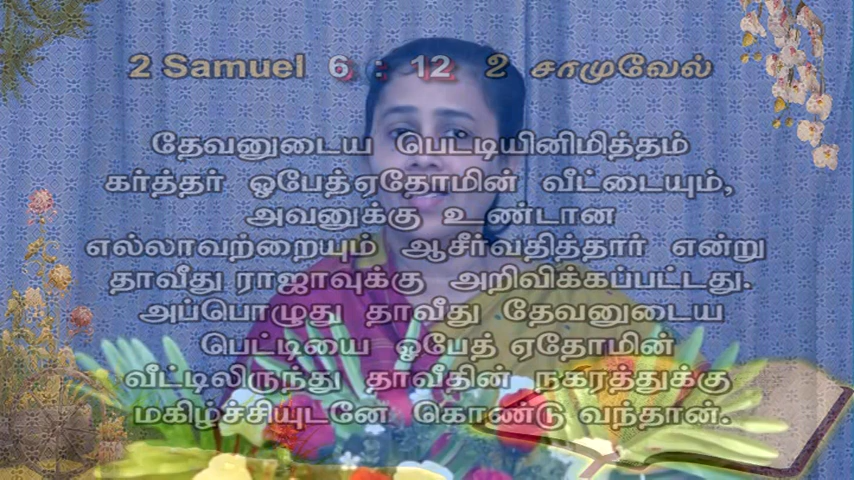 2 Samuel 6 : 12 2 சாமுவேல்
தேவனுடைய பெட்டியினிமித்தம்
கர்த்தர் ஓபேத்ஏதோமின் வீட்டையும்,
அவனுக்கு உண்டான
எல்லாவற்றையும் ஆசீர்வதித்தார் என்று
தாவீது ராஜாவுக்கு அறிவிக்கப்பட்டது.
அப்பொழுது தாவீது தேவனுடைய
பெட்டியை ஓபேத் ஏதோமின்
வீட்டிலிருந்து தாவீதின் நகரத்துக்கு
மகிழ்ச்சியுடனே கொண்டு வந்தான்.